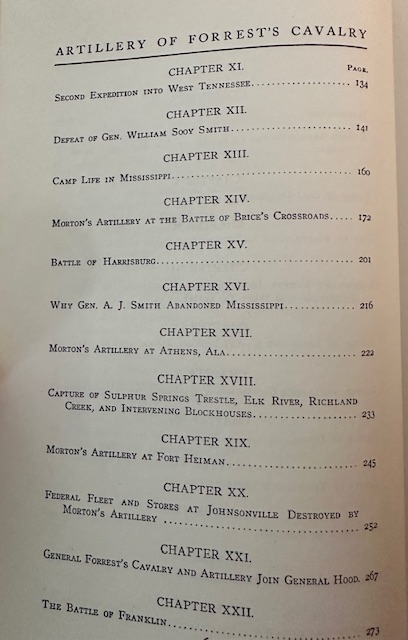 ARTILLERY OF FORREST'S CAVALRY
CHAPTER XI.
PAGE.
SECOND EXPEDITION INTO WEST TENNESSEE........................ 134
CHAPTER XII.
DEFEAT OF GEN. WILLIAM SOOY SMITH............................ 141
CHAPTER XIII.
CAMP LIFE IN MISSISSIPPI..................................... 160
CHAPTER XIV.
MORTON'S ARTILLERY AT THE BATTLE OF BRICE'S CROSSROADS..... 172
CHAPTER XV.
BATTLE OF HARRISBURG......................................... 201
CHAPTER XVI.
WHY GEN. A. J. SMITH ABANDONED MISSISSIPPI............. 216
CHAPTER XVII.
MORTON'S ARTILLERY AT ATHENS, ALA........................... 222
CHAPTER XVIII.
CAPTURE OF SULPHUR SPRINGS TRESTLE, ELK RIVER, RICHLAND
CREEK, AND INTERVENING BLOCKHOUSES..................... 233
CHAPTER XIX.
MORTON'S ARTILLERY AT FORT HEIMAN........................... 245
CHAPTER XX.
FEDERAL FLEET AND STORES AT JOHNSONVILLE DESTROYED BY
MORTON'S ARTILLERY ..................................... 252
CHAPTER XXI.
GENERAL FORREST'S CAVALRY AND ARTILLERY JOIN GENERAL HOOD. 267
CHAPTER XXII.
THE BATTLE OF FRANKLIN....................................... 273